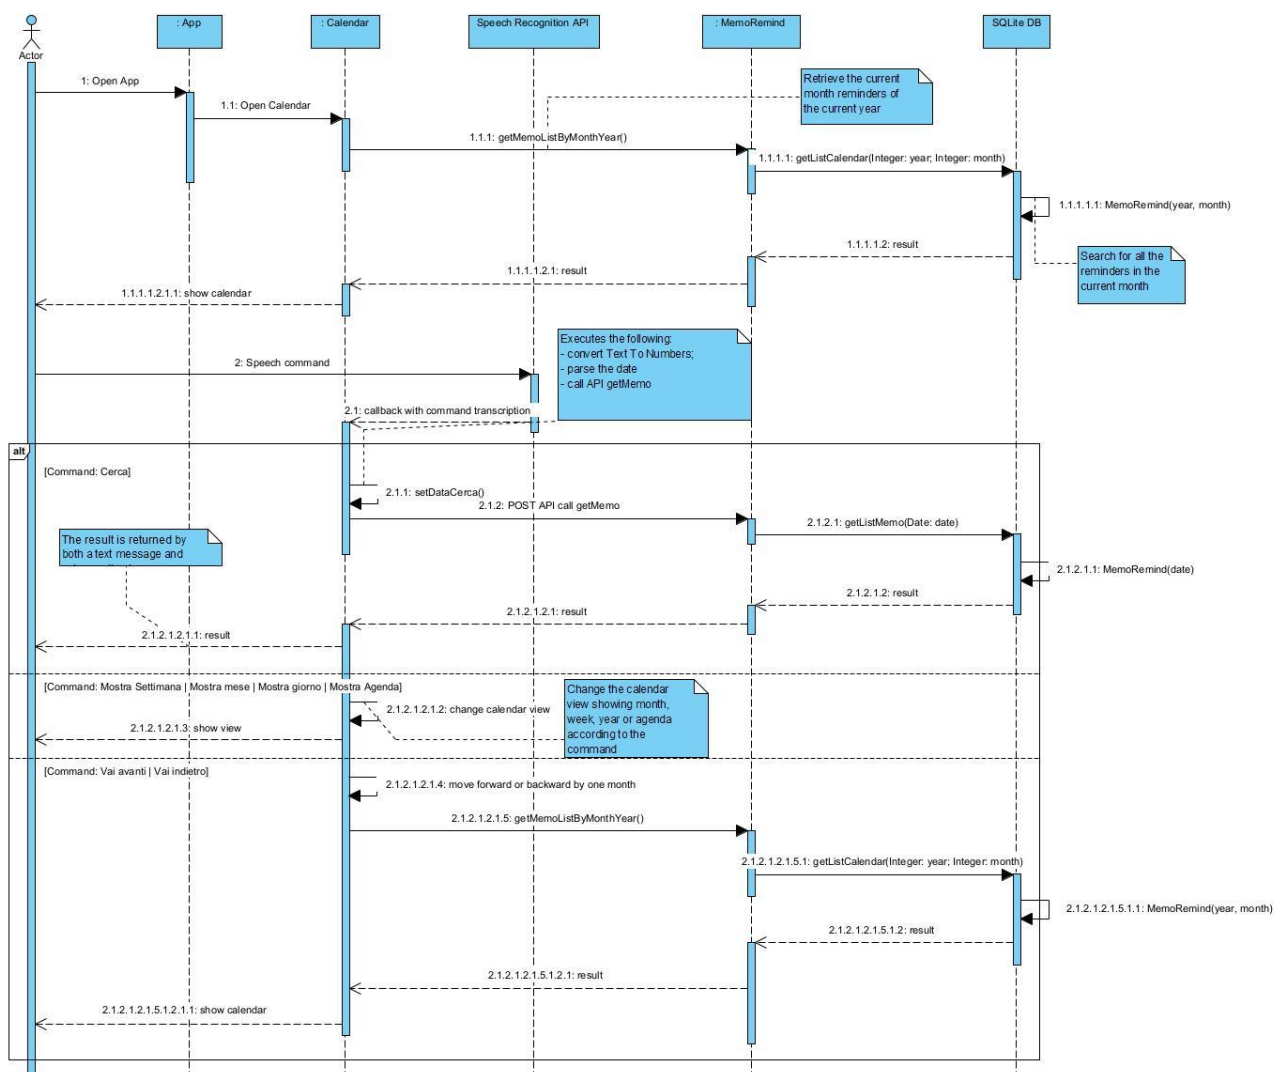 : App
: Calendar
Speech Recognition API
: MemoRemind
SQLite DB
Actor
1: Open App
Retrieve the current
month reminders of
the current year
1.1: Open Calendar
1.1.1: getMemoListByMonthYear()
1.1.1.1: getListCalendar(Integer: year; Integer: month)
1.1.1.1.1: MemoRemind(year, month)
1.1.1.1.2: result
Search for all the
reminders in the
current month
1.1.1.1.2.1: result
1.1.1.1.2.1.1: show calendar
Executes the following:
- convert Text To Numbers;
- parse the date
- call API getMemo
2: Speech command
2.1: callback with command transcription
alt
[Command: Cerca]
2.1.1: setDataCerca()
2.1.2: POST API call getMemo
2.1.2.1: getListMemo(Date: date)
The result is returned by
both a text message and
2.1.2.1.1: MemoRemind(date)
2.1.2.1.2: result
2.1.2.1.2.1: result
2.1.2.1.2.1.1: result
[Command: Mostra Settimana | Mostra mese | Mostra giorno | Mostra Agenda]
Change the calendar
view showing month,
week, year or agenda
according to the
command
2.1.2.1.2.1.2: change calendar view
2.1.2.1.2.1.3: show view
[Command: Vai avanti | Vai indietro]
2.1.2.1.2.1.4: move forward or backward by one month
2.1.2.1.2.1.5: getMemoListByMonthYear()
2.1.2.1.2.1.5.1: getListCalendar(Integer: year; Integer: month)
2.1.2.1.2.1.5.1.1: MemoRemind(year, month)
2.1.2.1.2.1.5.1.2: result
2.1.2.1.2.1.5.1.2.1: result
2.1.2.1.2.1.5.1.2.1.1: show calendar